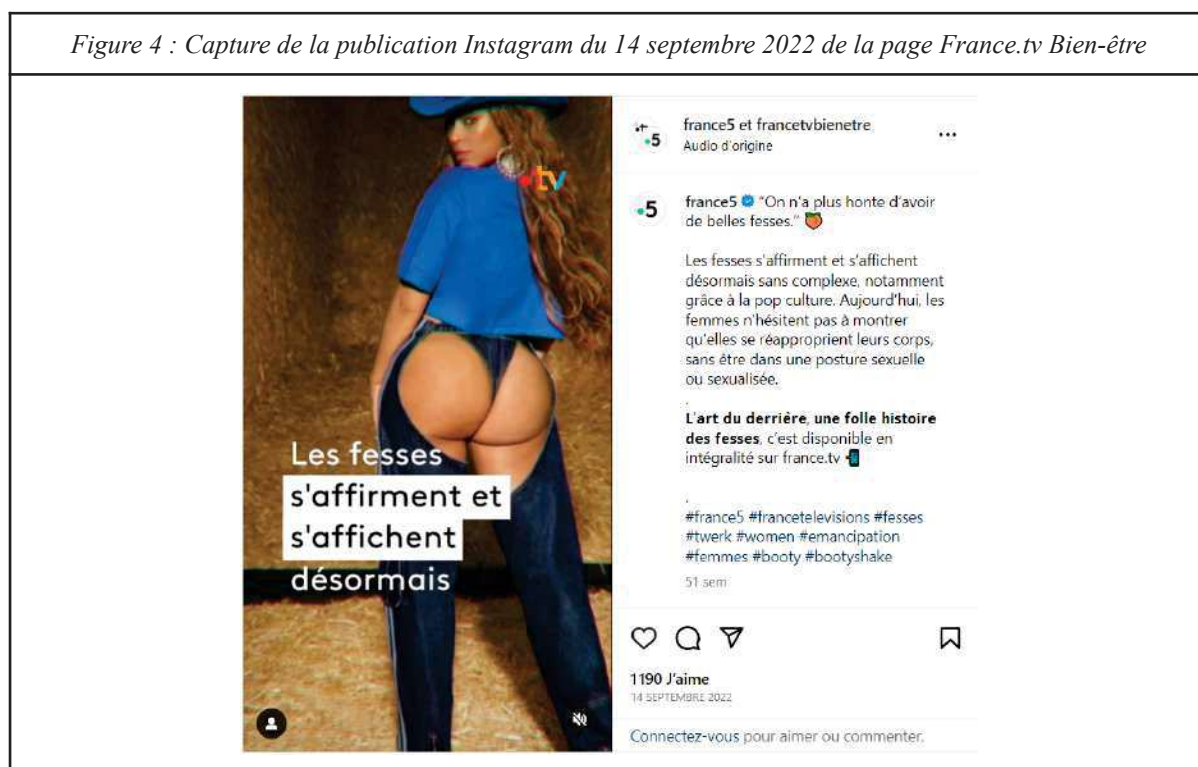 Figure 4 : Capture de la publication Instagram du 14 septembre 2022 de la page France.tv Bien-être
.tv
Les fesses
s'affirment et
s'affichent
désormais
•5
france5 et francetvbienetre
Audio d'origine
•5
france5 “On n'a plus honte d'avoir
de belles fesses.” 🍑
Les fesses s'affirment et s'affichent
désormais sans complexe, notamment
grâce à la pop culture. Aujourd'hui, les
femmes n'hésitent pas à montrer
qu'elles se réapproprient leurs corps,
sans être dans une posture sexuelle
ou sexualisée.
.
L'art du derrière, une folle histoire
des fesses, c'est disponible en
intégralité sur france.tv 📲
.
#france5 #francetelevisions #fesses
#twerk #women #emancipation
#femmes #booty #bootyshake
51 sem
1190 J'aime
14 SEPTEMBRE 2022
Connectez-vous pour aimer ou commenter.